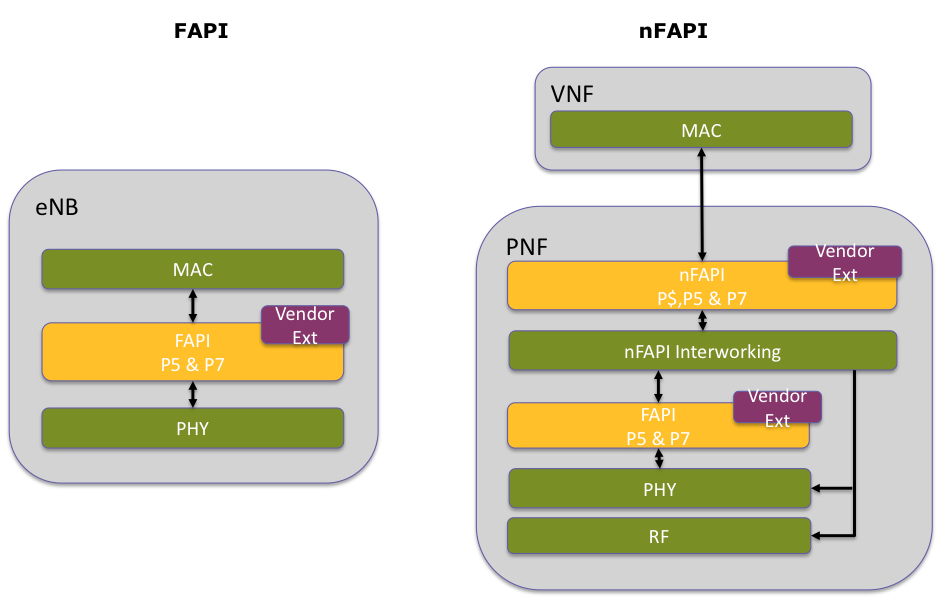 FAPI
eNB
MAC
Vendor
Ext
FAPI
P5 & P7
PHY
nFAPI
VNF
MAC
PNF
Vendor
Ext
nFAPI
P$,P5 & P7
nFAPI Interworking
Vendor
Ext
FAPI
P5 & P7
PHY
RF